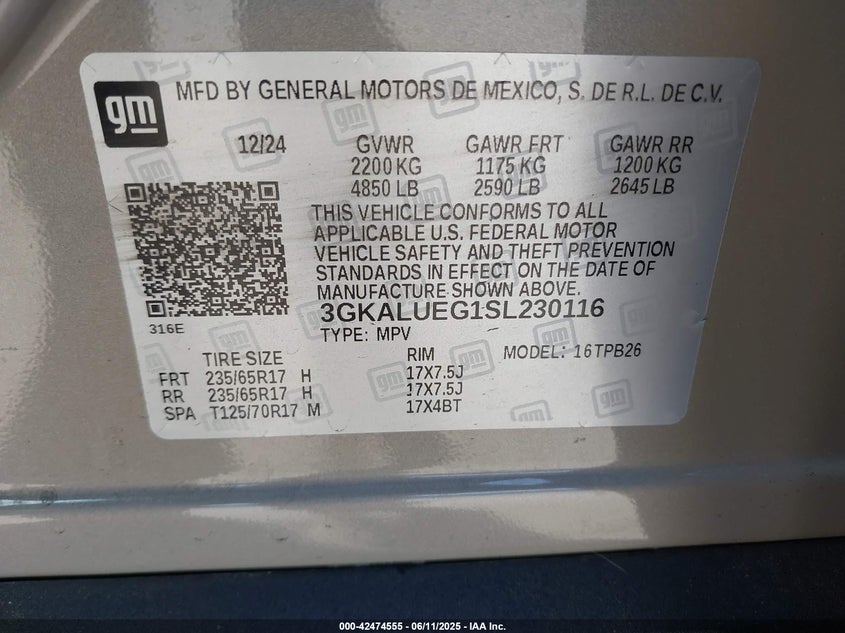 gm
MFD BY GENERAL MOTORS DE MEXICO, S. DE R.L. DE C.V.
12/24 GVWR GAWR FRT GAWR RR
2200 KG 1175 KG 1200 KG
4850 LB 2590 LB 2645 LB
THIS VEHICLE CONFORMS TO ALL
APPLICABLE U.S. FEDERAL MOTOR
VEHICLE SAFETY AND THEFT PREVENTION
STANDARDS IN EFFECT ON THE DATE OF
MANUFACTURE SHOWN ABOVE.
3GKALUEG1SL230116
316E
TYPE: MPV
TIRE SIZE RIM MODEL: 16TPB26
FRT 235/65R17 H 17X7.5J
RR 235/65R17 H 17X7.5J
SPA T125/70R17 M 17X4BT
000-42474555 - 06/11/2025 - IAA Inc.